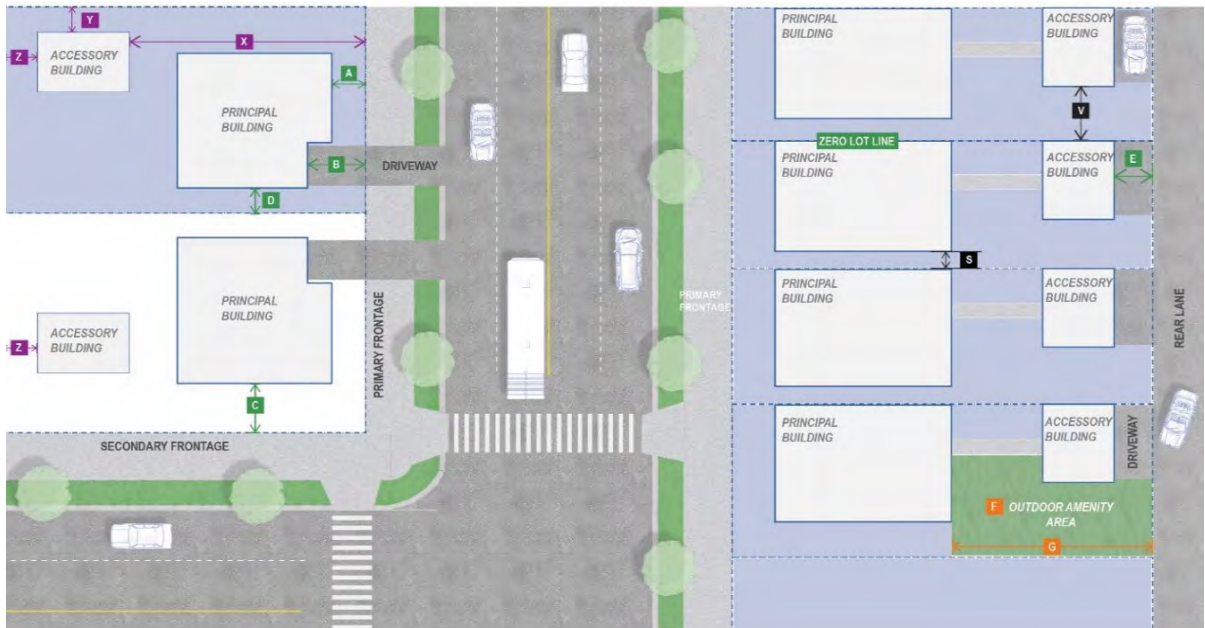 Y
X
Z
ACCESSORY
BUILDING
A
PRINCIPAL
BUILDING
B
DRIVEWAY
D
PRINCIPAL
BUILDING
ACCESSORY
BUILDING
Z
C
PRIMARY FRONTAGE
SECONDARY FRONTAGE
PRIMARY
FRONTAGE
PRINCIPAL
BUILDING
ACCESSORY
BUILDING
V
ZERO LOT LINE
PRINCIPAL
BUILDING
ACCESSORY
BUILDING
E
S
PRINCIPAL
BUILDING
ACCESSORY
BUILDING
REAR LANE
PRINCIPAL
BUILDING
ACCESSORY
BUILDING
DRIVEWAY
F OUTDOOR AMENITY
AREA
G